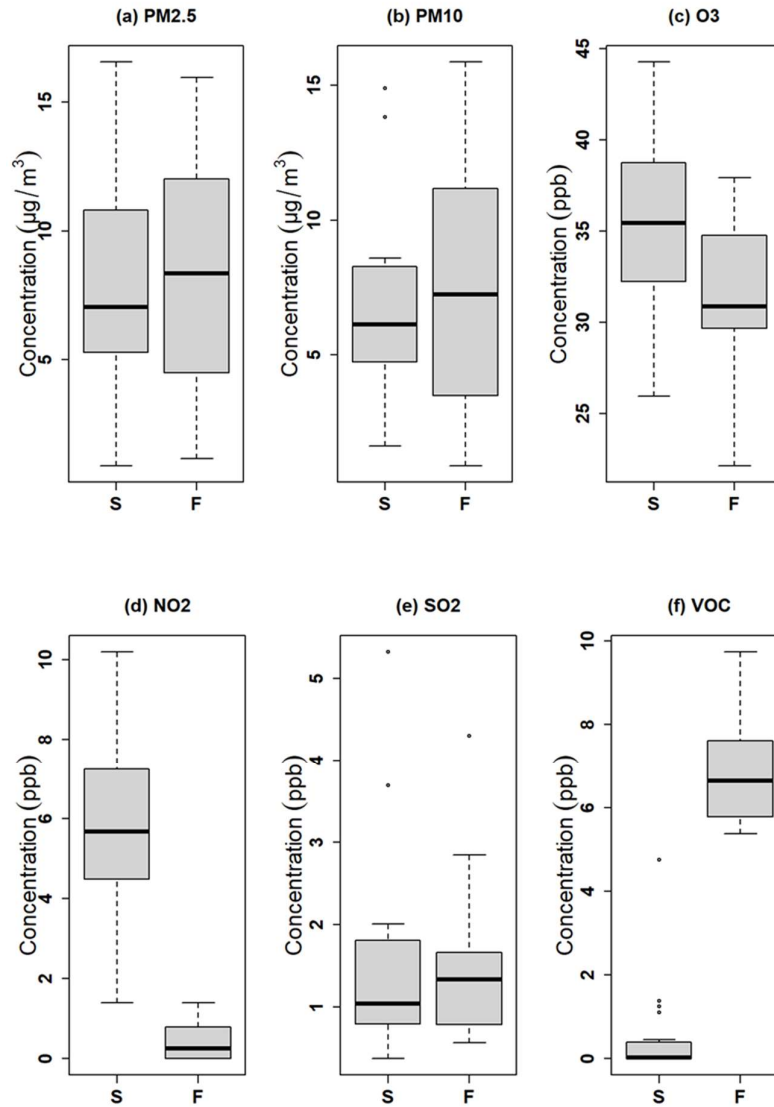 (a) PM2.5
Concentration (µg/m³)
15
10
5
S F
(b) PM10
Concentration (µg/m³)
15
10
5
S F
(c) O3
Concentration (ppb)
45
40
35
30
25
S F
(d) NO2
Concentration (ppb)
10
8
6
4
2
0
S F
(e) SO2
Concentration (ppb)
5
4
3
2
1
S F
(f) VOC
Concentration (ppb)
10
8
6
4
2
0
S F